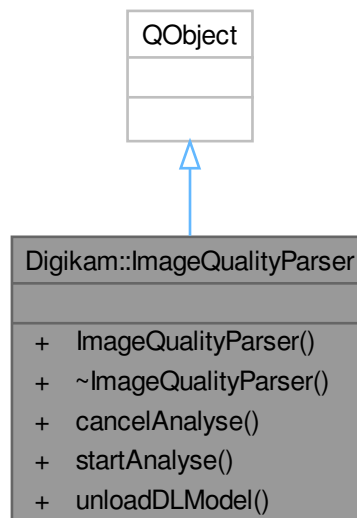 QObject
Digikam::ImageQualityParser
+ ImageQualityParser()
+ ~ImageQualityParser()
+ cancelAnalyse()
+ startAnalyse()
+ unloadDLModel()